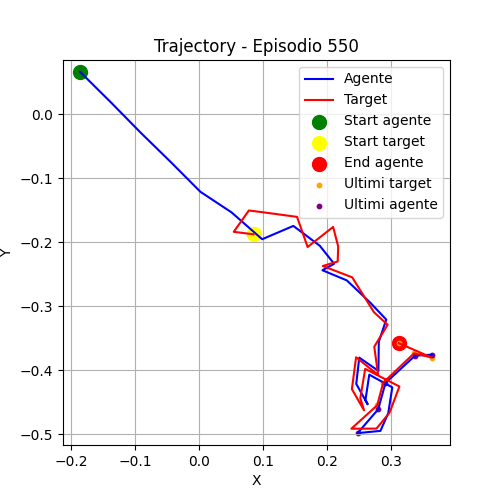 Trajectory - Episodio 550
Agente
Target
Start agente
Start target
End agente
Ultimi target
Ultimi agente
0.0
−0.1
−0.2
−0.3
−0.4
−0.5
Y
−0.2
−0.1
0.0
0.1
0.2
0.3
X